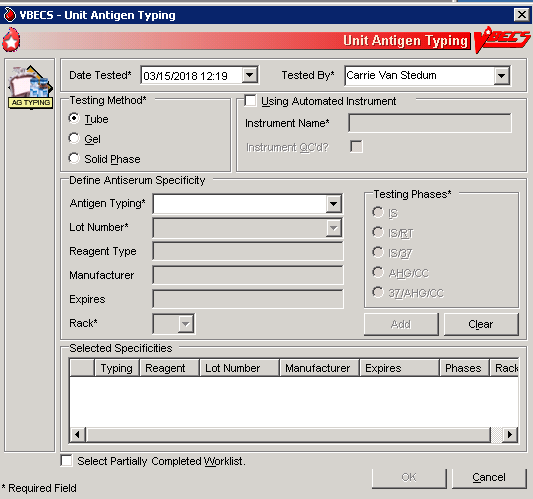 VBECS - Unit Antigen Typing
Unit Antigen Typing VBECS
Date Tested* 03/15/2018 12:19 Tested By* Carrie Van Stedum
AG TYPING
Testing Method*
Tube
Gel
Solid Phase
Using Automated Instrument
Instrument Name*
Instrument QC'd?
Define Antiserum Specificity
Antigen Typing*
Lot Number*
Reagent Type
Manufacturer
Expires
Rack*
Testing Phases*
IS
IS/RT
IS/37
AHG/CC
37/AHG/CC
Add Clear
Selected Specificities
Typing Reagent Lot Number Manufacturer Expires Phases Rack
Select Partially Completed Worklist.
* Required Field
OK Cancel